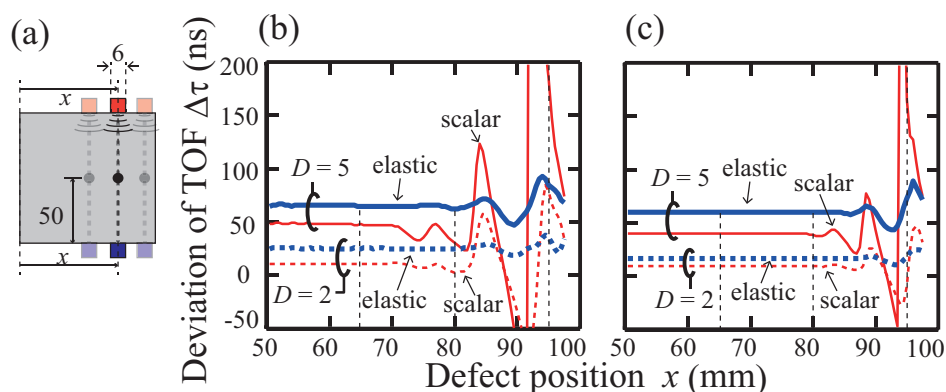 (a)
6
x
50
x
(b)
Deviation of TOF Δτ (ns)
200
150
100
50
0
-50
D = 5
elastic
scalar
D = 2
elastic
scalar
50 60 70 80 90 100
(c)
D = 5
elastic
scalar
D = 2
elastic
scalar
50 60 70 80 90 100
Defect position x (mm)